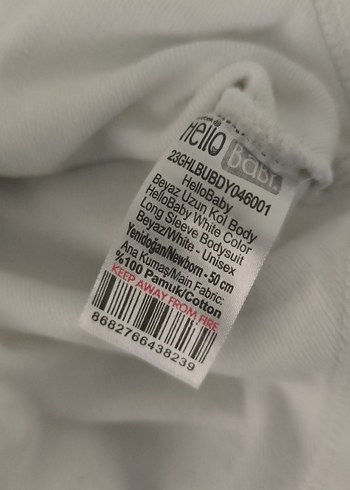 Hello
Baby
23GHLBUBDY046001
HelloBaby
Beyaz Uzun Kol Body
HelloBaby White Color
Long Sleeve Bodysuit
Beyaz/White - Unisex
Yenidoğan/Newborn - 50 cm
Ana Kumaş/Main Fabric:
%100 Pamuk/Cotton
KEEP AWAY FROM FIRE
8682766438239